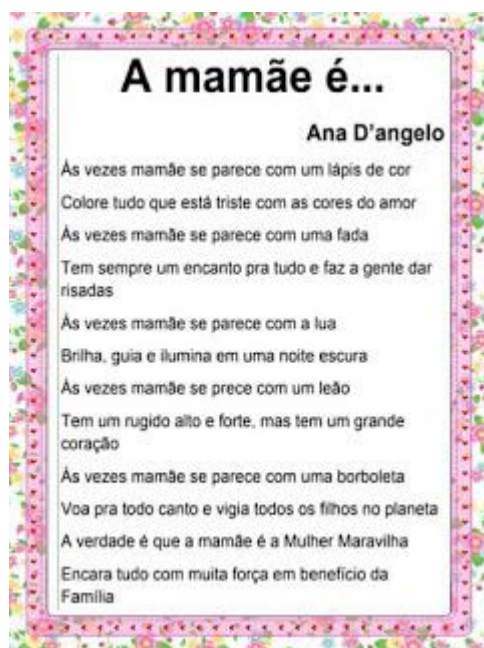 A mamãe é...
Ana D'angelo
Às vezes mamãe se parece com um lápis de cor
Colore tudo que está triste com as cores do amor
Às vezes mamãe se parece com uma fada
Tem sempre um encanto pra tudo e faz a gente dar
risadas
Às vezes mamãe se parece com a lua
Brilha, guia e ilumina em uma noite escura
Às vezes mamãe se prece com um leão
Tem um rugido alto e forte, mas tem um grande
coração
Às vezes mamãe se parece com uma borboleta
Voa pra todo canto e vigia todos os filhos no planeta
A verdade é que a mamãe é a Mulher Maravilha
Encara tudo com muita força em benefício da
Família